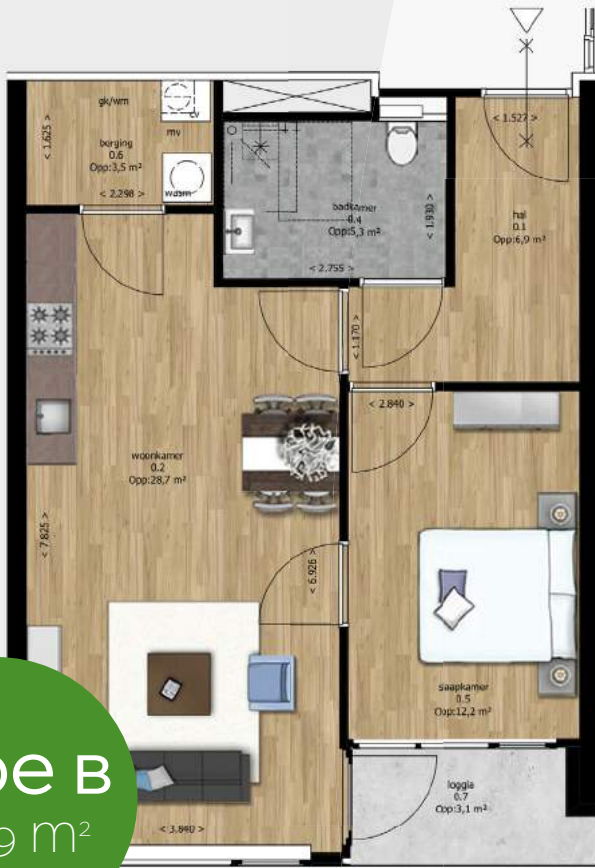 gk/wm
cv
mv
berging
0.6
Opp:3,5 m²
< 1.625 >
< 2.298 >
wasm
badkamer
0.4
Opp:5,3 m²
< 1.930 >
< 2.755 >
< 1.527 >
hal
0.1
Opp:6,9 m²
< 1.170 >
< 2.840 >
woonkamer
0.2
Opp:28,7 m²
< 7.825 >
< 6.926 >
slaapkamer
0.5
Opp:12,2 m²
loggia
0.7
Opp:3,1 m²
< 3.840 >
pe B
9 m²